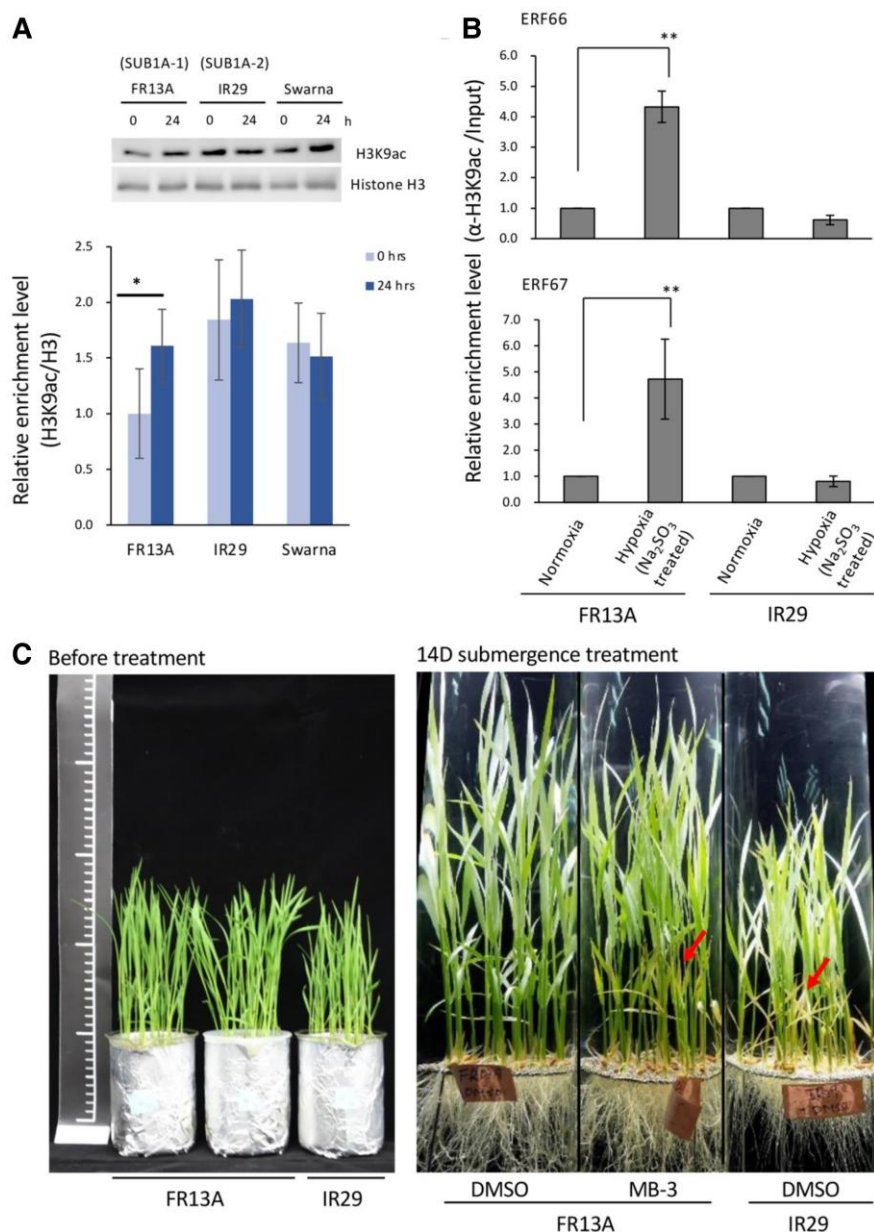 A
(SUB1A-1) (SUB1A-2)
FR13A IR29 Swarna
0 24 0 24 0 24 h
H3K9ac
Histone H3
Relative enrichment level
(H3K9ac/H3)
2.5
2.0
1.5
1.0
0.5
0.0
*
0 hrs
24 hrs
FR13A IR29 Swarna
B
ERF66
Relative enrichment level (α-H3K9ac /Input)
6.0
5.0
4.0
3.0
2.0
1.0
0.0
**
ERF67
7.0
6.0
5.0
4.0
3.0
2.0
1.0
0.0
**
Normoxia
Hypoxia
(Na₂SO₃
treated)
Normoxia
Hypoxia
(Na₂SO₃
treated)
FR13A IR29
C
Before treatment
14D submergence treatment
FR13A
DMSO
DMSO
FR13A IR29
DMSO MB-3 DMSO
FR13A IR29